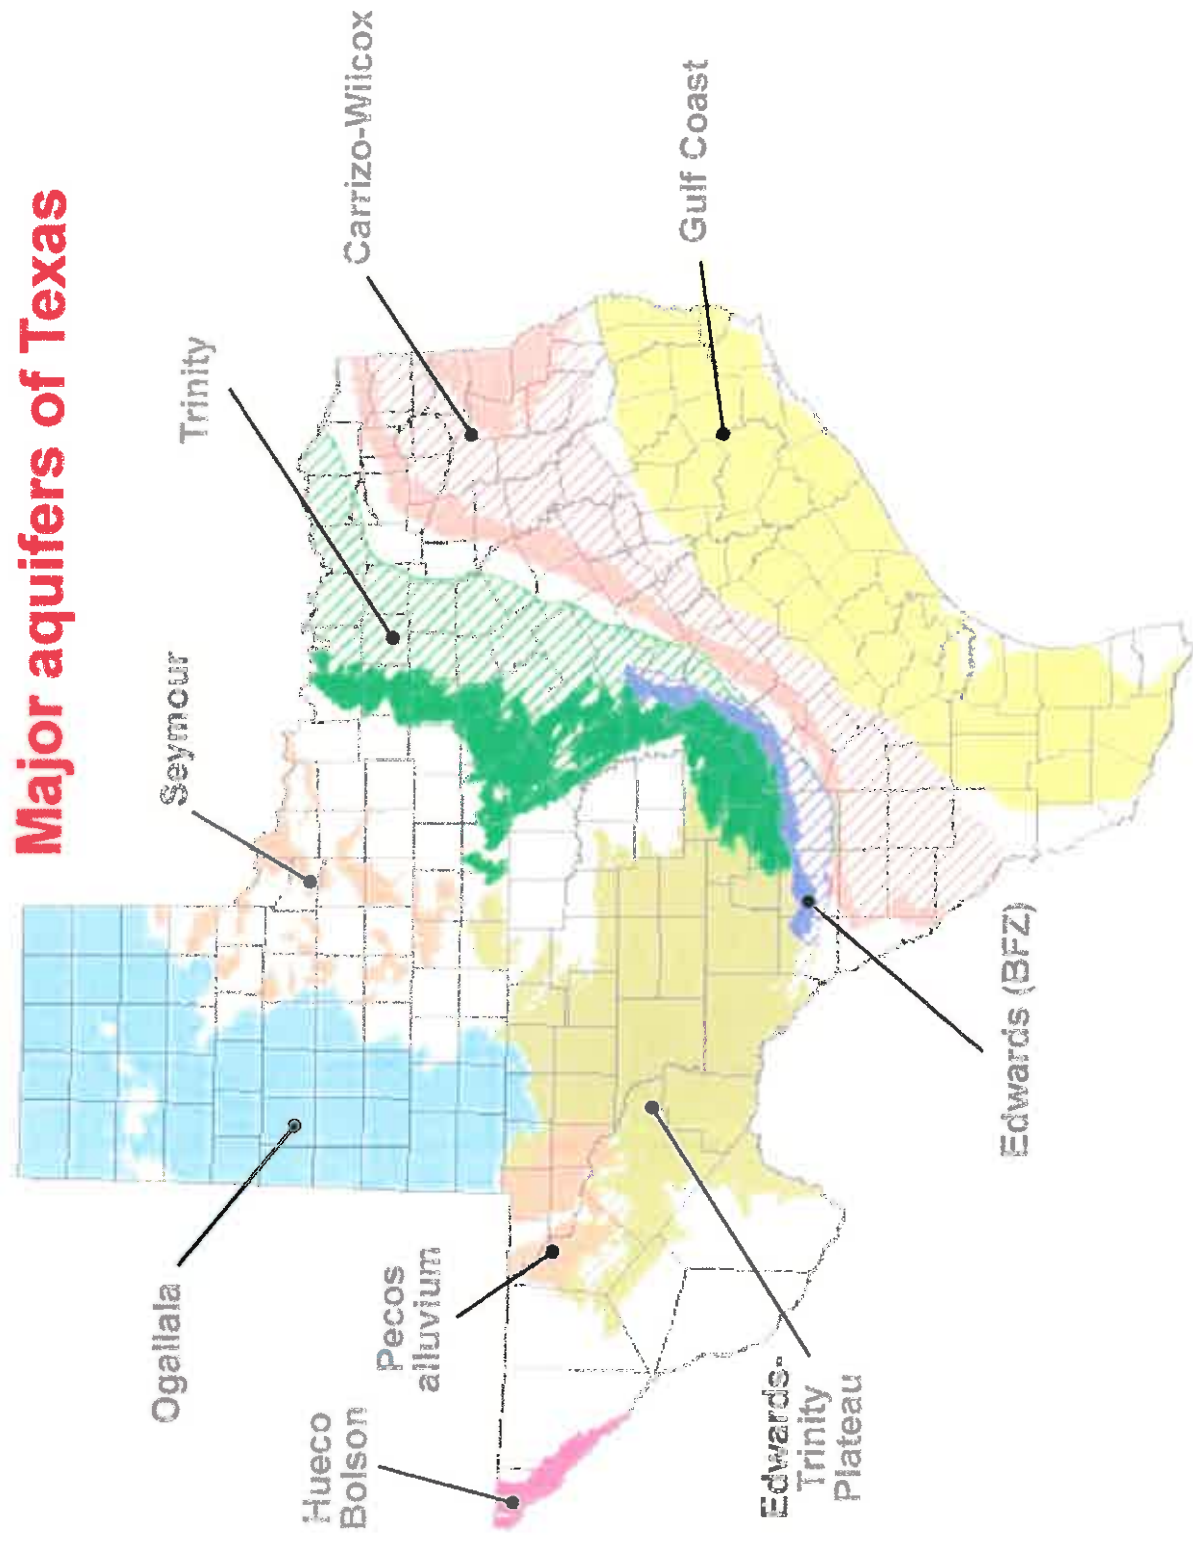 Major aquifers of Texas
Ogallala
Seymour
Trinity
Carrizo-Wilcox
Hueco
Bolson
Pecos
alluvium
Gulf Coast
Edwards-
Trinity
Plateau
Edwards (BFZ)